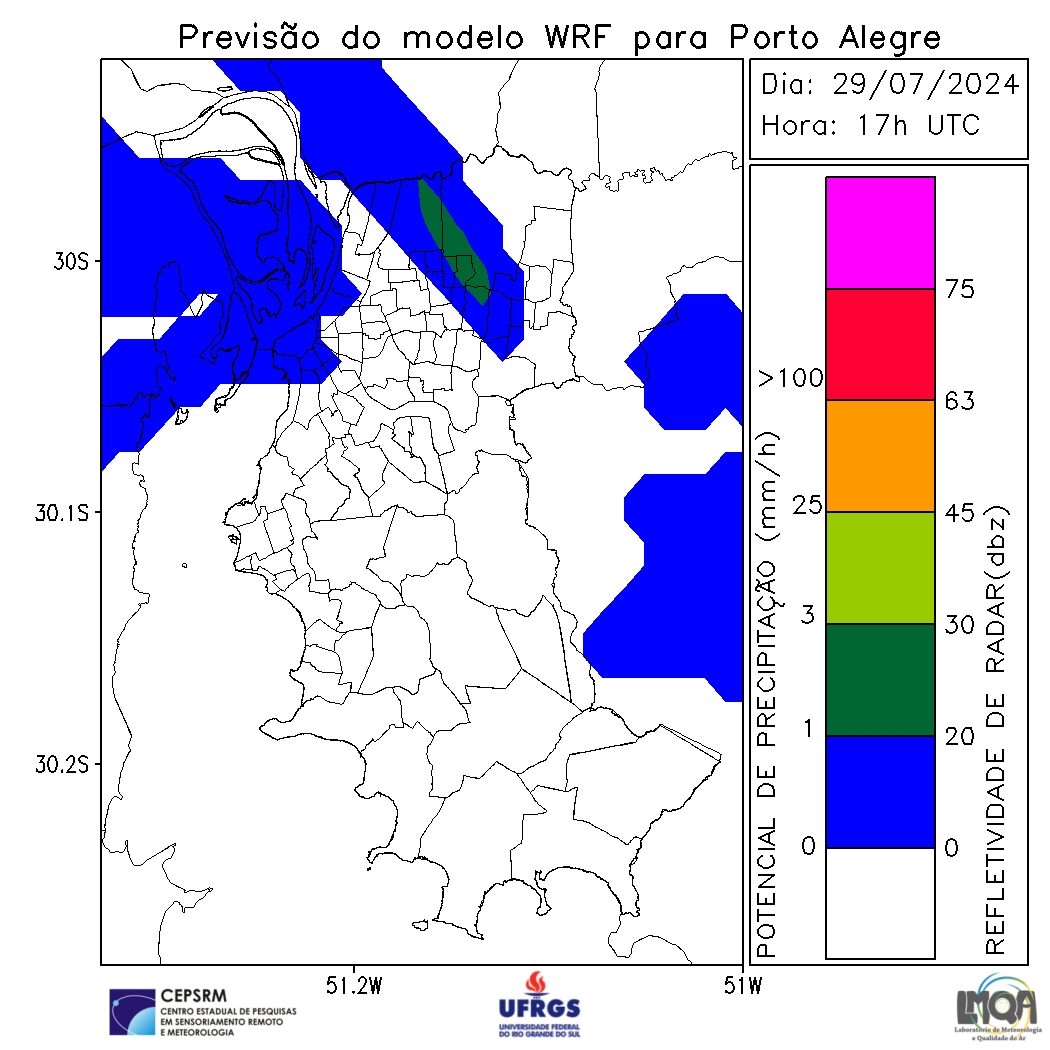 Previsão do modelo WRF para Porto Alegre
Dia: 29/07/2024
Hora: 17h UTC
30S
30.1S
30.2S
51.2W
51W
POTENCIAL DE PRECIPITAÇÃO (mm/h)
>100
25
3
1
0
75
63
45
30
20
0
REFLETIVIDADE DE RADAR(dbz)
CEPSRM
CENTRO ESTADUAL DE PESQUISAS
EM SENSORIAMENTO REMOTO
E METEOROLOGIA
UFRGS
UNIVERSIDADE FEDERAL
DO RIO GRANDE DO SUL
LMQA
Laboratório de Meteorologia
e Qualidade do Ar